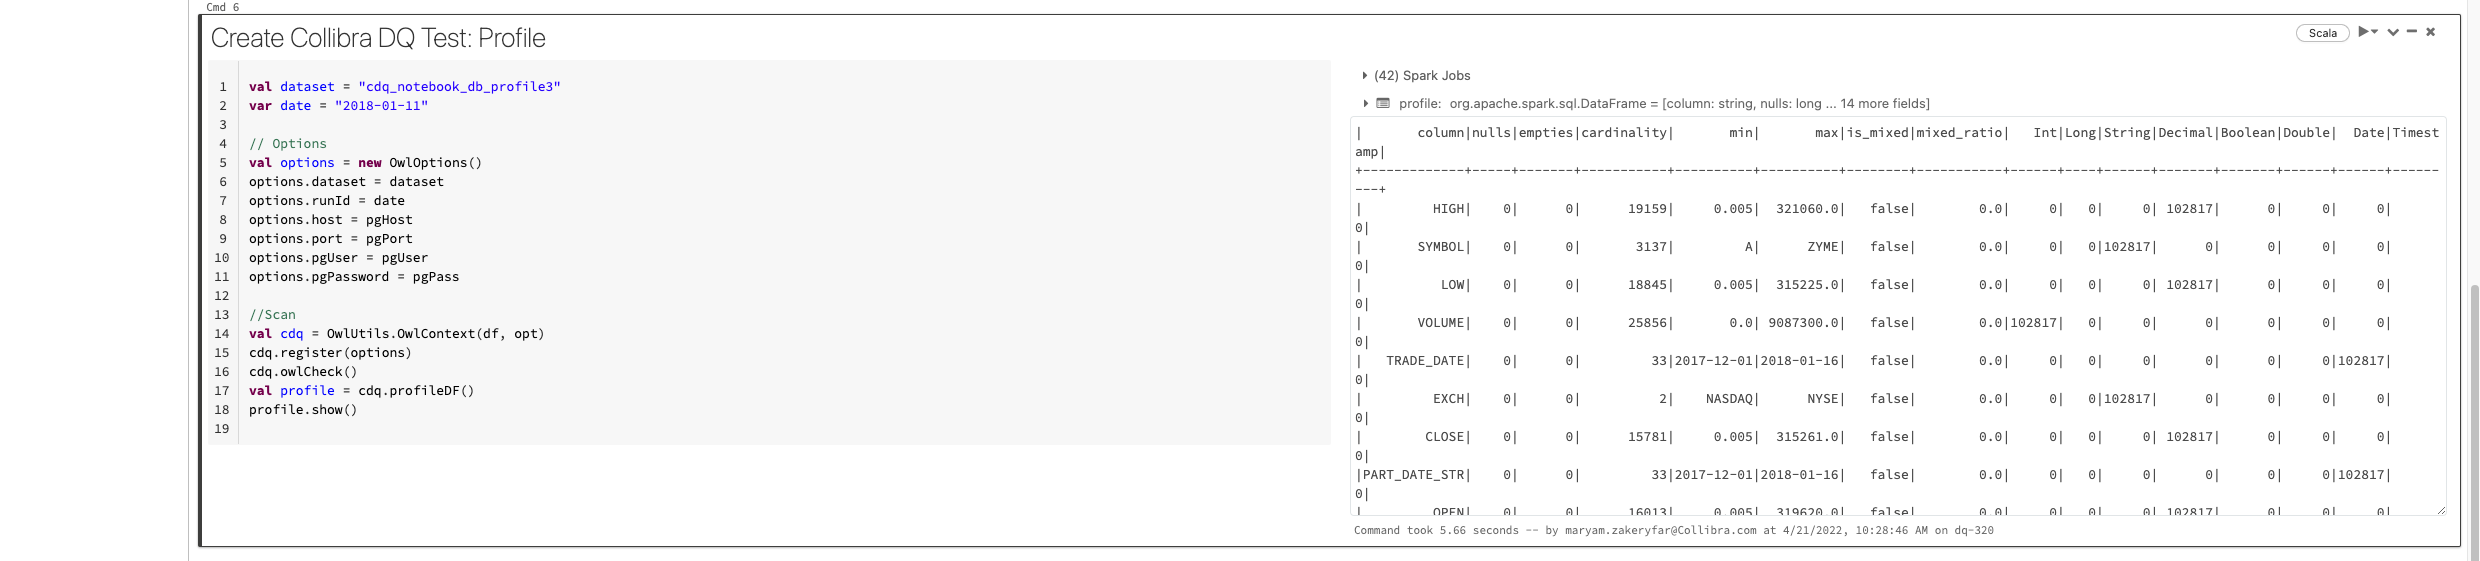 Cmd 6
Create Collibra DQ Test: Profile
Scala
1 val dataset = "cdq_notebook_db_profile3"
2 var date = "2018-01-11"
3
4 // Options
5 val options = new OwlOptions()
6 options.dataset = dataset
7 options.runId = date
8 options.host = pgHost
9 options.port = pgPort
10 options.pgUser = pgUser
11 options.pgPassword = pgPass
12
13 //Scan
14 val cdq = OwlUtils.OwlContext(df, opt)
15 cdq.register(options)
16 cdq.owlCheck()
17 val profile = cdq.profileDF()
18 profile.show()
19
(42) Spark Jobs
profile: org.apache.spark.sql.DataFrame = [column: string, nulls: long ... 14 more fields]
|       column|nulls|empties|cardinality|       min|       max|is_mixed|mixed_ratio|   Int|Long|String|Decimal|Boolean|Double|  Date|Timest
amp|
+-------------+-----+-------+-----------+----------+----------+--------+-----------+------+----+------+-------+-------+------+------+------
---+
|         HIGH|    0|      0|      19159|     0.005|  321060.0|   false|        0.0|     0|   0|     0| 102817|      0|     0|     0|
0|
|       SYMBOL|    0|      0|       3137|         A|      ZYME|   false|        0.0|     0|   0|102817|      0|      0|     0|     0|
0|
|          LOW|    0|      0|      18845|     0.005|  315225.0|   false|        0.0|     0|   0|     0| 102817|      0|     0|     0|
0|
|       VOLUME|    0|      0|      25856|       0.0| 9087300.0|   false|        0.0|102817|   0|     0|      0|      0|     0|     0|
0|
|   TRADE_DATE|    0|      0|         33|2017-12-01|2018-01-16|   false|        0.0|     0|   0|     0|      0|      0|     0|102817|
0|
|         EXCH|    0|      0|          2|    NASDAQ|      NYSE|   false|        0.0|     0|   0|102817|      0|      0|     0|     0|
0|
|        CLOSE|    0|      0|      15781|     0.005|  315261.0|   false|        0.0|     0|   0|     0| 102817|      0|     0|     0|
0|
|PART_DATE_STR|    0|      0|         33|2017-12-01|2018-01-16|   false|        0.0|     0|   0|     0|      0|      0|     0|102817|
0|
|         OPEN|    0|      0|      16013|     0.005|  319620.0|   false|        0.0|     0|   0|     0| 102817|      0|     0|     0|
Command took 5.66 seconds -- by maryam.zakeryfar@Collibra.com at 4/21/2022, 10:28:46 AM on dq-320